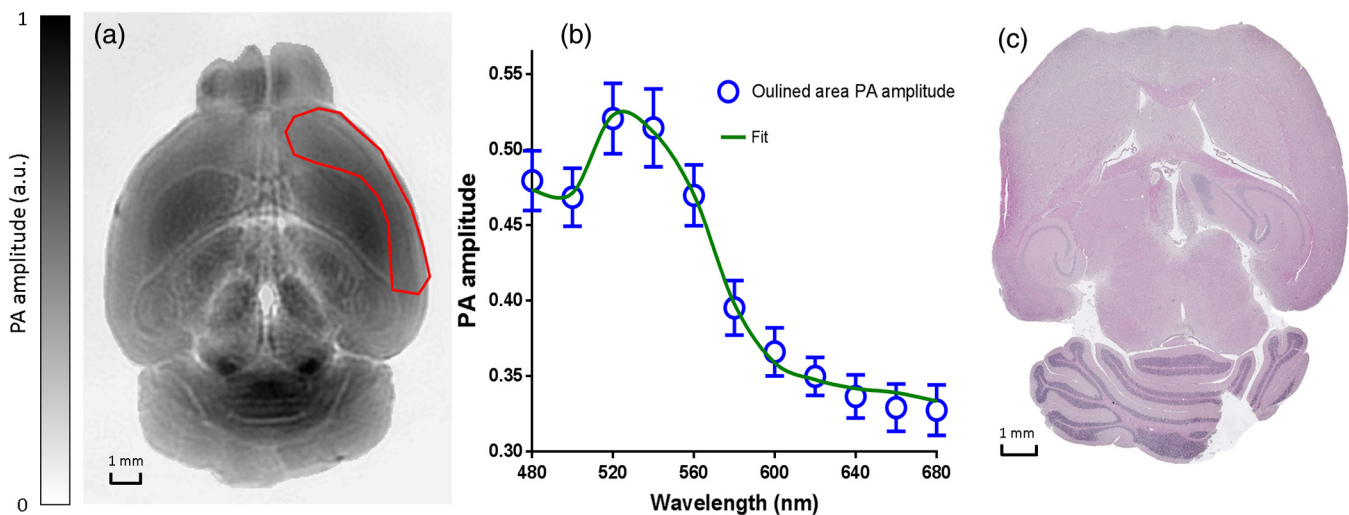 1
0
PA amplitude (a.u.)
(a)
1 mm
(b)
PA amplitude
0.55
0.50
0.45
0.40
0.35
0.30
Oulined area PA amplitude
Fit
480 520 560 600 640 680
Wavelength (nm)
(c)
1 mm